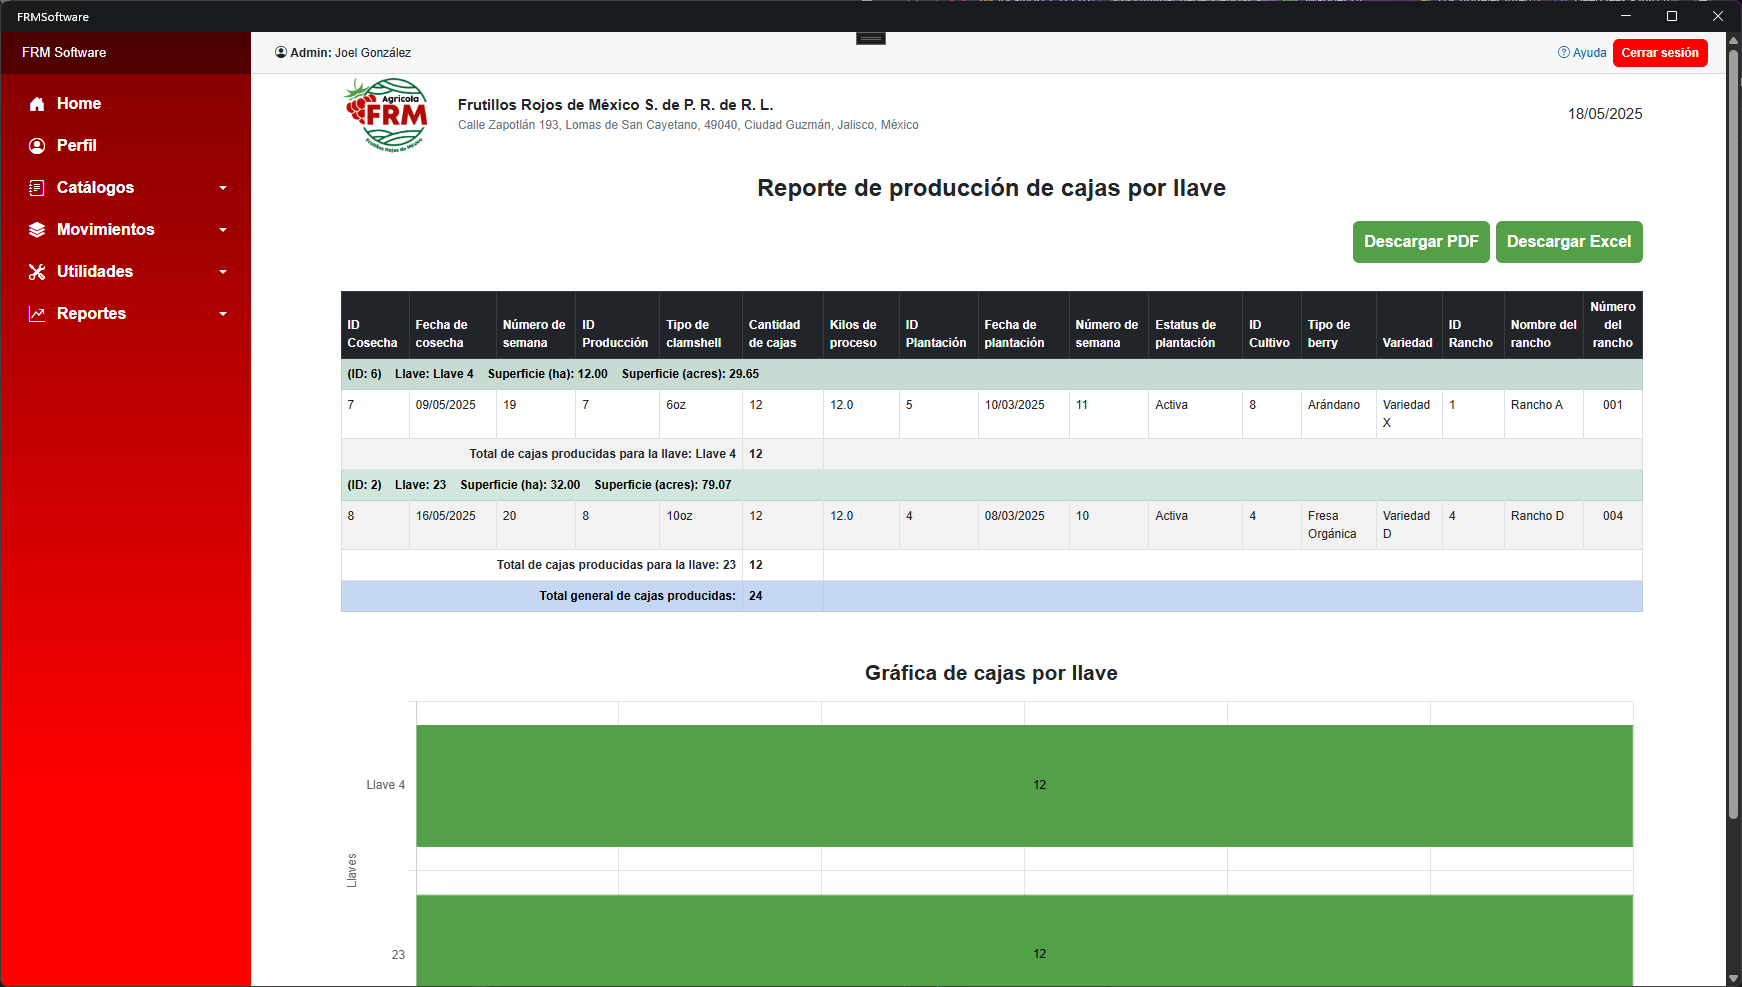 FRMSoftware
FRM Software
Admin: Joel González
Ayuda
Cerrar sesión
Home
Perfil
Catálogos
Movimientos
Utilidades
Reportes
Agrícola
FRM
Frutillos Rojos de México
Frutillos Rojos de México S. de P. R. de R. L.
Calle Zapotlán 193, Lomas de San Cayetano, 49040, Ciudad Guzmán, Jalisco, México
18/05/2025
Reporte de producción de cajas por llave
Descargar PDF
Descargar Excel
ID Cosecha Fecha de cosecha Número de semana ID Producción Tipo de clamshell Cantidad de cajas Kilos de proceso ID Plantación Fecha de plantación Número de semana Estatus de plantación ID Cultivo Tipo de berry Variedad ID Rancho Nombre del rancho Número del rancho
(ID: 6) Llave: Llave 4 Superficie (ha): 12.00 Superficie (acres): 29.65
7 09/05/2025 19 7 6oz 12 12.0 5 10/03/2025 11 Activa 8 Arándano Variedad X 1 Rancho A 001
Total de cajas producidas para la llave: Llave 4 12
(ID: 2) Llave: 23 Superficie (ha): 32.00 Superficie (acres): 79.07
8 16/05/2025 20 8 10oz 12 12.0 4 08/03/2025 10 Activa 4 Fresa Orgánica Variedad D 4 Rancho D 004
Total de cajas producidas para la llave: 23 12
Total general de cajas producidas: 24
Gráfica de cajas por llave
Llave 4
12
Llaves
23
12